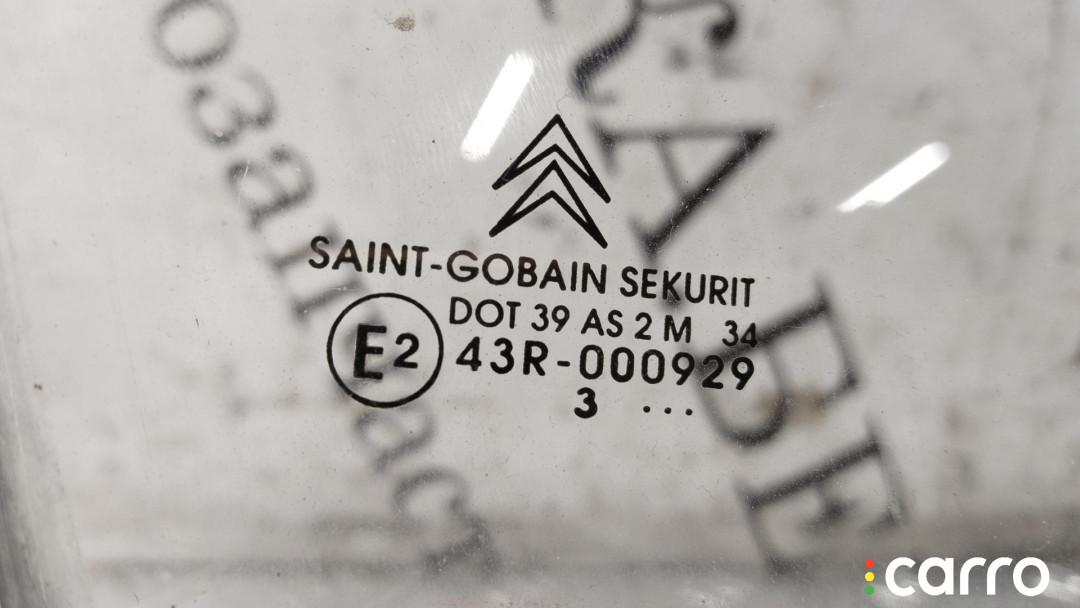 SAINT-GOBAIN SEKURIT
DOT 39 AS 2 M 34
E2
43R-000929
3 ...
carro